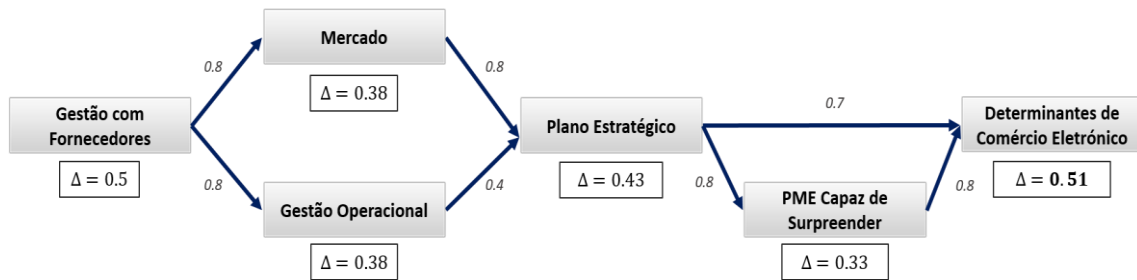 Mercado
0.8
Δ = 0.38
0.8
Gestão com
Fornecedores
Δ = 0.5
Plano Estratégico
Δ = 0.43
0.7
Determinantes de
Comércio Eletrónico
Δ = 0.51
0.8
Gestão Operacional
Δ = 0.38
0.4
0.8
PME Capaz de
Surpreender
Δ = 0.33
0.8